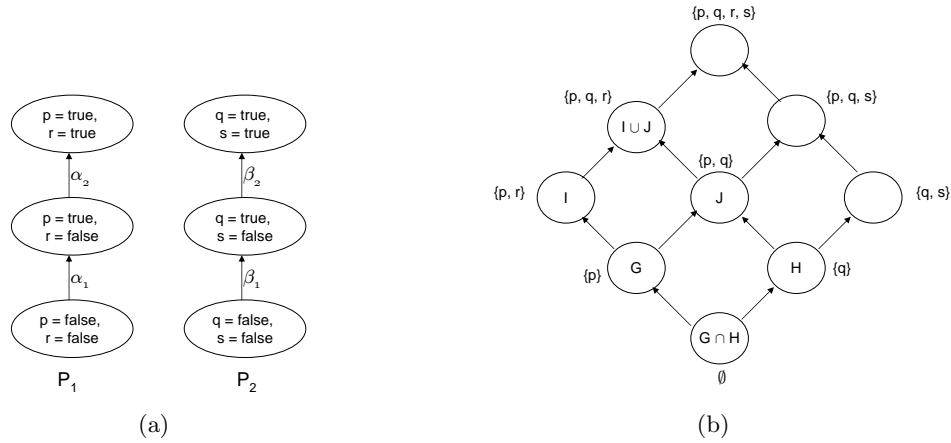 p = true,
r = true
α₂
p = true,
r = false
α₁
p = false,
r = false
P₁
q = true,
s = true
β₂
q = true,
s = false
β₁
q = false,
s = false
P₂
(a)
{p, q, r, s}
{p, q, r}
{p, q, s}
I ∪ J
{p, q}
{p, r}
I
J
{q, s}
{p}
G
H
{q}
G ∩ H
∅
(b)